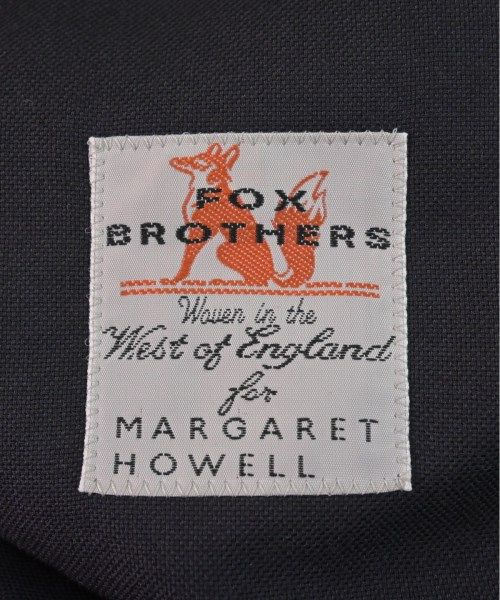 FOX
BROTHERS
Woven in the
West of England
for
MARGARET
HOWELL